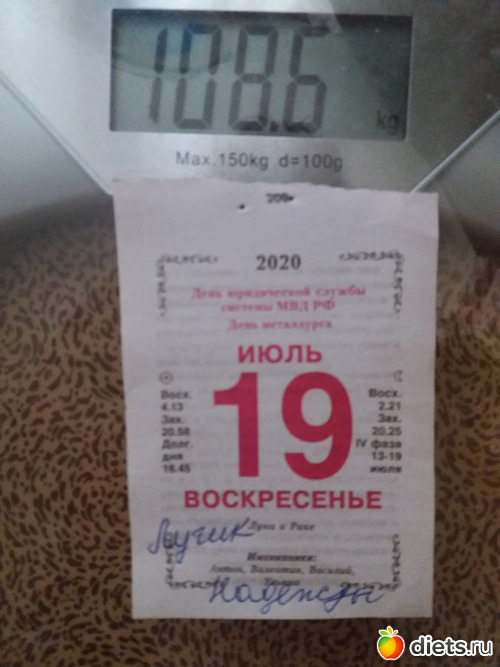 108.6 kg
Max.150kg d=100g
2020
День юридической службы
системы МВД РФ
День металлурга
ИЮЛЬ
19
Восх.
4.13
Зах.
20.58
Долг.
дня
16.45
Восх.
2.21
Зах.
20.25
IV фаза
13-19
июля
ВОСКРЕСЕНЬЕ
Луна в Раке
Лучик
Именинники:
Антон, Валентин, Василий,
Надежды
diets.ru